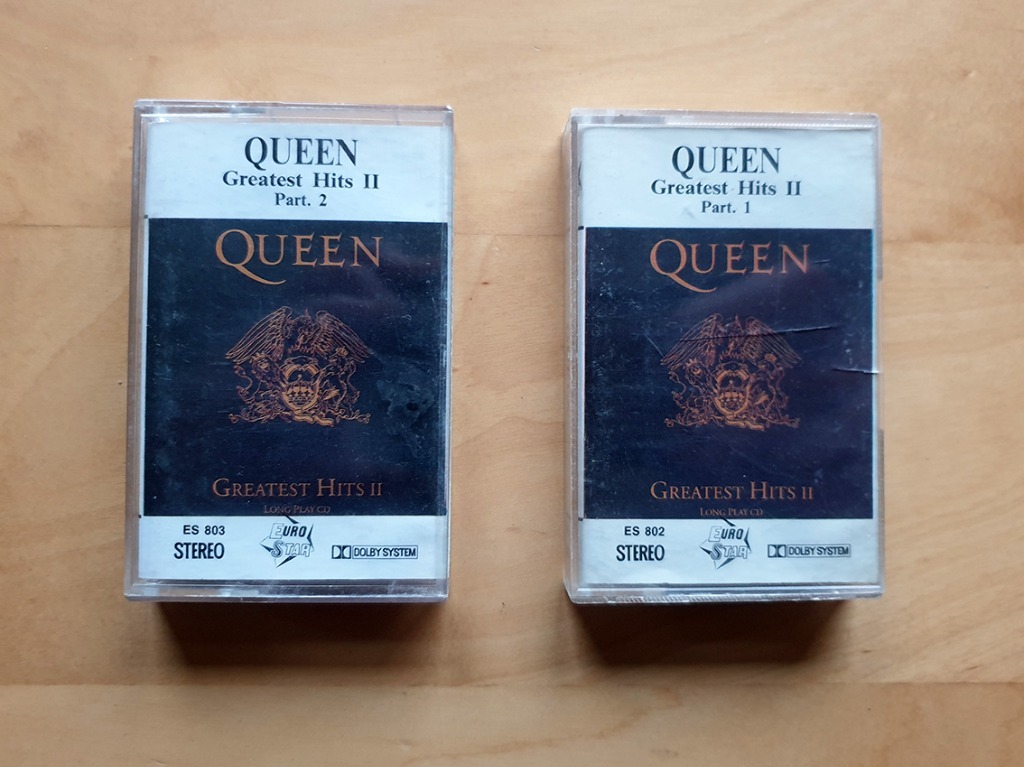 QUEEN
Greatest Hits II
Part. 2
QUEEN
GREATEST HITS II
LONG PLAY CD
ES 803
STEREO
EURO
STAR
DOLBY SYSTEM
QUEEN
Greatest Hits II
Part. 1
QUEEN
GREATEST HITS II
LONG PLAY CD
ES 802
STEREO
EURO
STAR
DOLBY SYSTEM